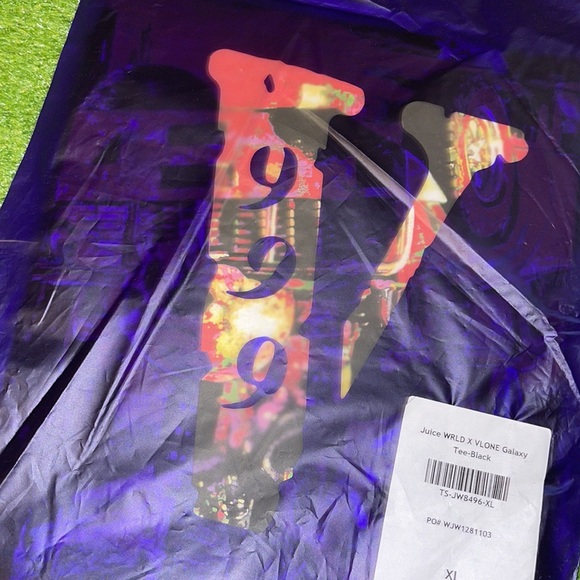 V
999
Juice WRLD X VLONE Galaxy
Tee-Black
TS-JW8496-XL
PO# WJW1281103
XL